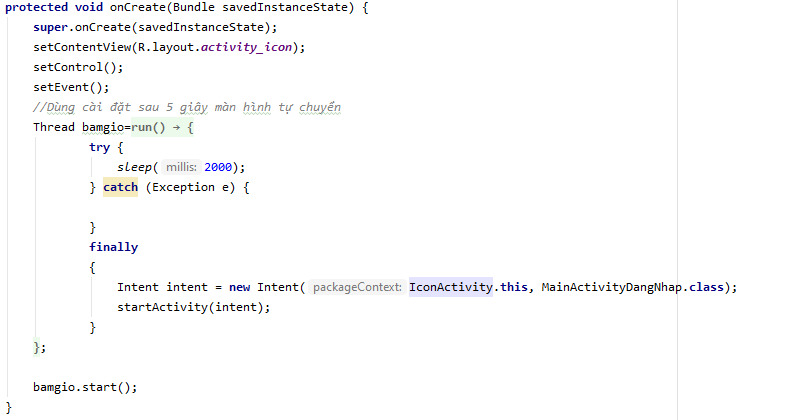 protected void onCreate(Bundle savedInstanceState) {
super.onCreate(savedInstanceState);
setContentView(R.layout.activity_icon);
setControl();
setEvent();
//Dùng cài đặt sau 5 giây màn hình tự chuyển
Thread bamgio=run() → {
try {
sleep( millis: 2000);
} catch (Exception e) {
}
finally
{
Intent intent = new Intent( packageContext: IconActivity.this, MainActivityDangNhap.class);
startActivity(intent);
}
};
bamgio.start();
}